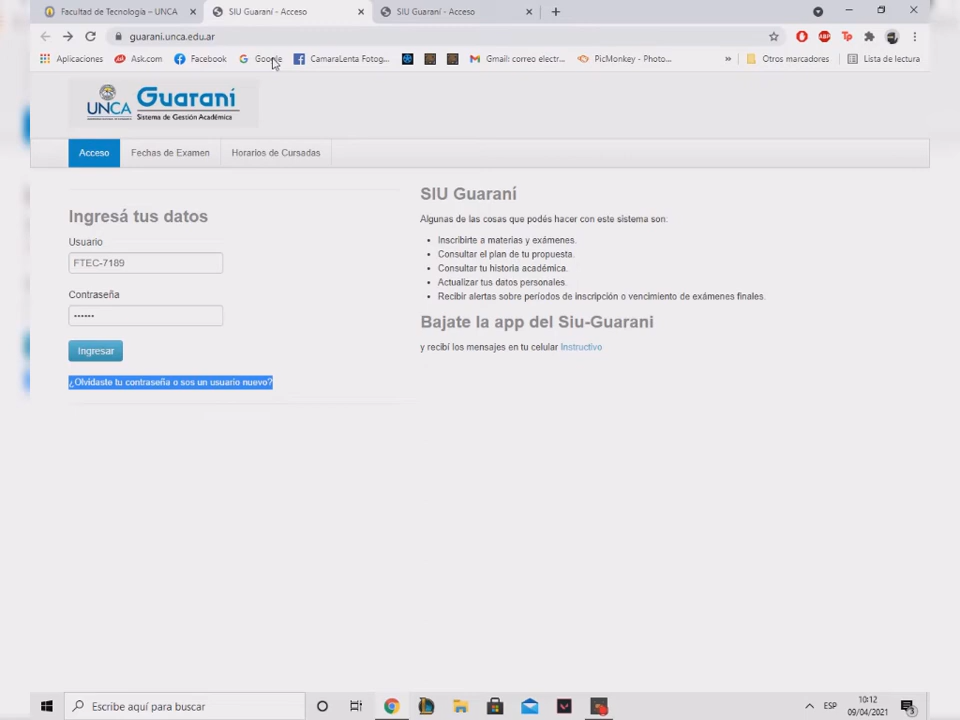 Facultad de Tecnología – UNCA
SIU Guaraní - Acceso
SIU Guaraní - Acceso
guarani.unca.edu.ar
Aplicaciones
Ask.com
Facebook
Google
CamaraLenta Fotog...
Gmail: correo electr...
PicMonkey - Photo...
»
Otros marcadores
Lista de lectura
UNCA
Guaraní
Sistema de Gestión Académica
Acceso
Fechas de Examen
Horarios de Cursadas
Ingresá tus datos
Usuario
FTEC-7189
Contraseña
••••••
Ingresar
¿Olvidaste tu contraseña o sos un usuario nuevo?
SIU Guaraní
Algunas de las cosas que podés hacer con este sistema son:
• Inscribirte a materias y exámenes.
• Consultar el plan de tu propuesta.
• Consultar tu historia académica.
• Actualizar tus datos personales.
• Recibir alertas sobre períodos de inscripción o vencimiento de exámenes finales.
Bajate la app del Siu-Guarani
y recibí los mensajes en tu celular Instructivo
Escribe aquí para buscar
ESP
10:12
09/04/2021
3